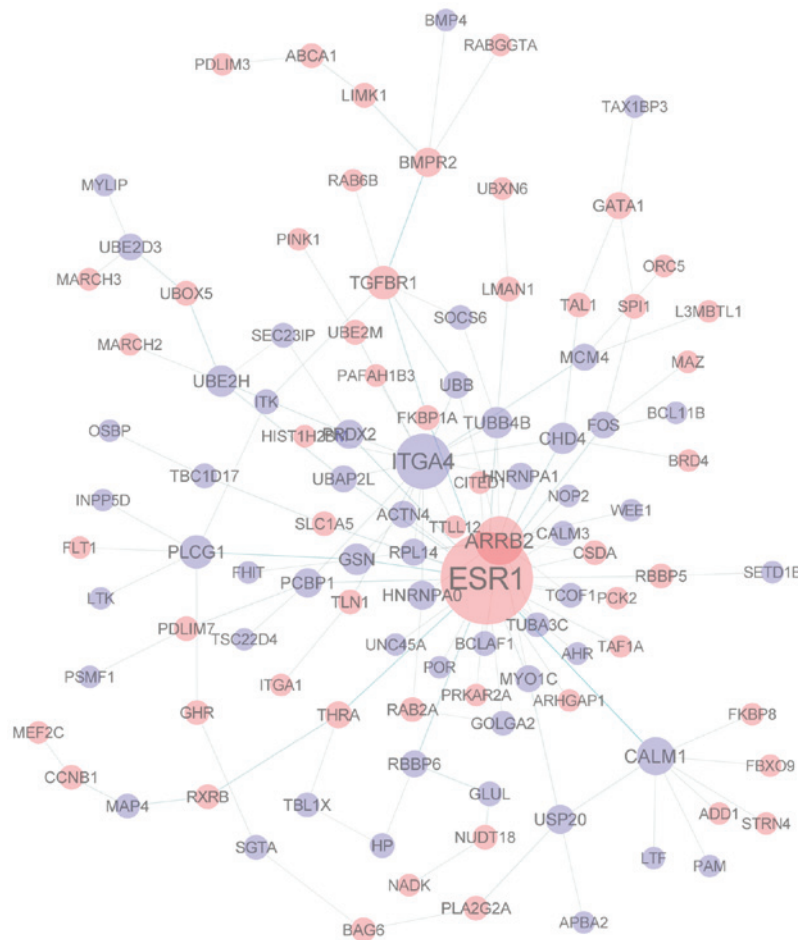 BMP4
RABGGTA
ABCA1
PDLIM3
LIMK1
TAX1BP3
BMPR2
RAB6B
UBXN6
MYLIP
GATA1
PINK1
UBE2D3
ORC5
MARCH3
TGFBR1
LMAN1
UBOX5
TAL1
SPI1
L3MBTL1
SOCS6
UBE2M
SEC23IP
MARCH2
MCM4
MAZ
PAFAH1B3
UBE2H
UBB
ITK
FKBP1A
TUBB4B
FOS
BCL11B
OSBP
PRDX2
CHD4
ITGA4
BRD4
TBC1D17
UBAP2L
HNRNPA1
CITED1
INPP5D
NOP2
WEE1
ACTN4
SLC1A5
TTLL12
CALM3
ARRB2
FLT1
PLCG1
RPL14
CSDA
GSN
FHIT
ESR1
RBBP5
PCBP1
LTK
HNRNPA0
TCOF1
PCK2
TLN1
PDLIM7
TUBA3C
TSC22D4
UNC45A
BCLAF1
TAF1A
AHR
PSMF1
POR
MYO1C
ITGA1
PRKAR2A
ARHGAP1
GHR
THRA
RAB2A
FKBP8
GOLGA2
MEF2C
CALM1
RBBP6
FBXO9
CCNB1
RXRB
GLUL
MAP4
TBL1X
ADD1
USP20
STRN4
NUDT18
SGTA
HP
LTF
PAM
NADK
PLA2G2A
APBA2
BAG6